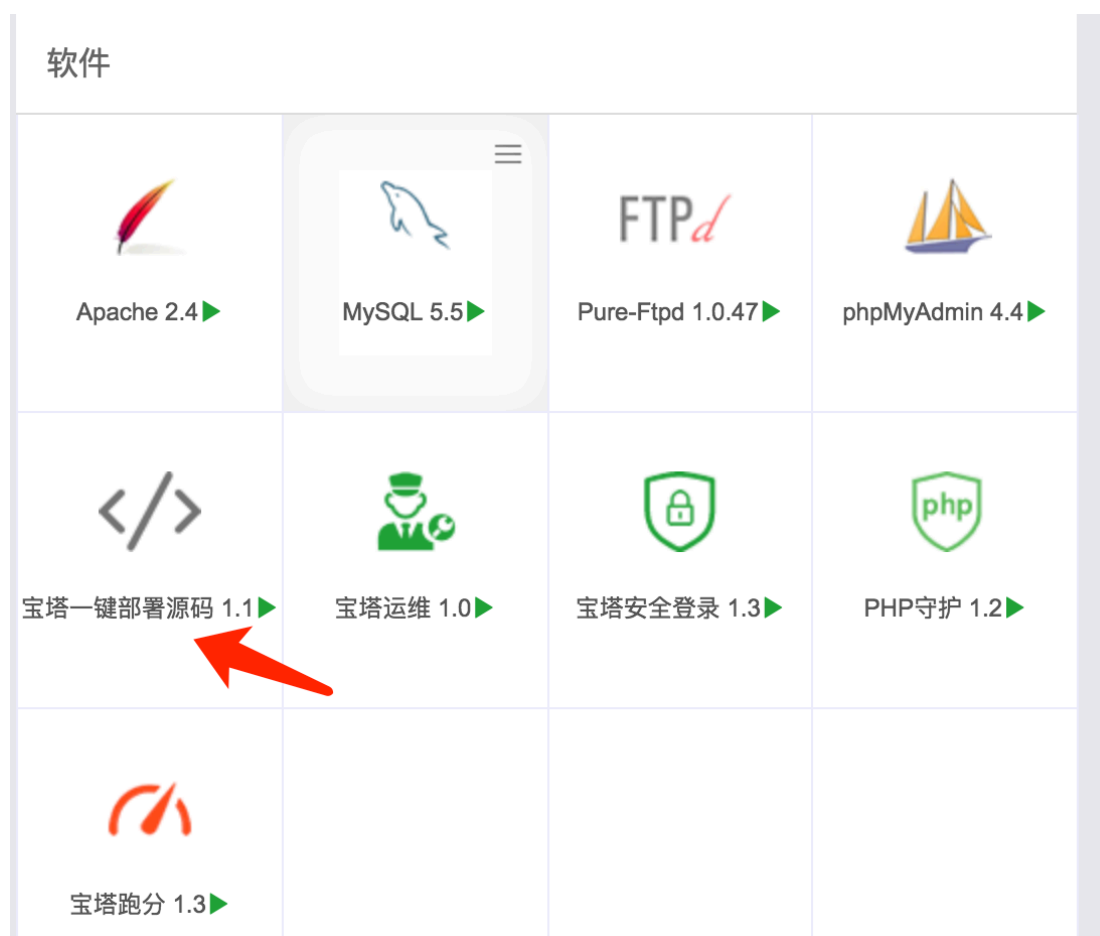 软件
FTPd
Apache 2.4
MySQL 5.5
Pure-Ftpd 1.0.47
phpMyAdmin 4.4
php
宝塔一键部署源码 1.1
宝塔运维 1.0
宝塔安全登录 1.3
PHP守护 1.2
宝塔跑分 1.3